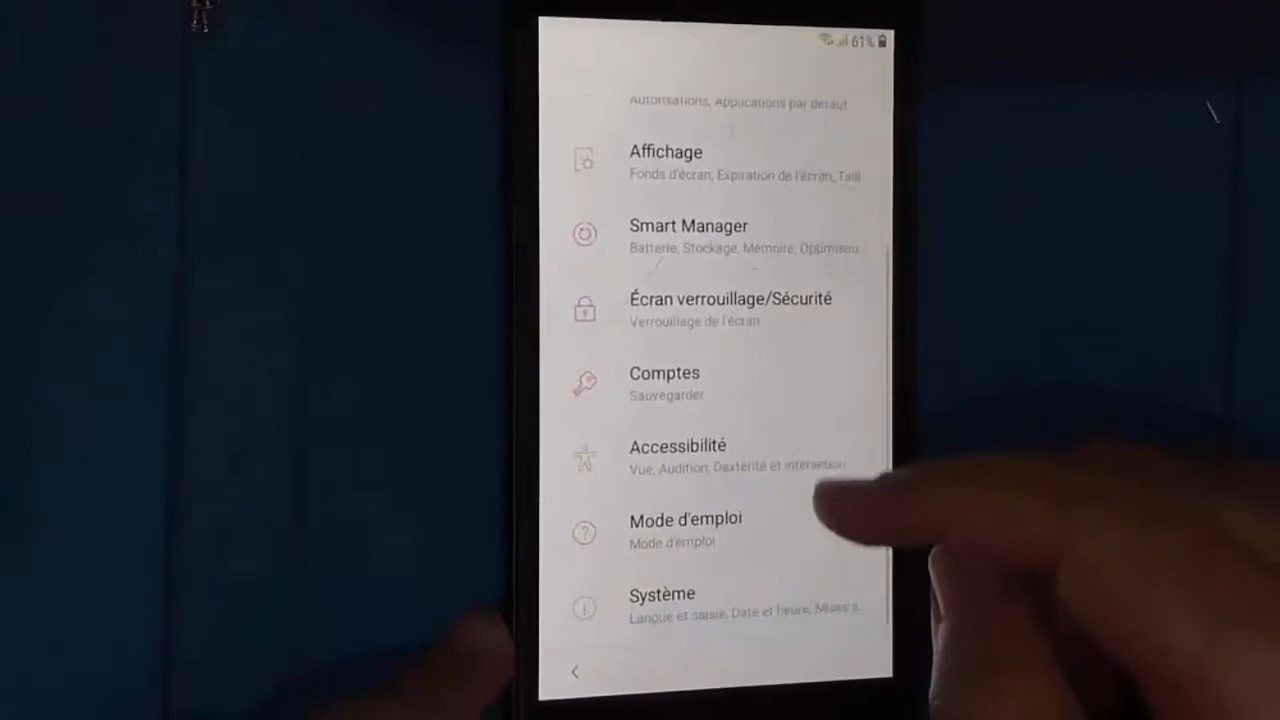 61%
Autorisations, Applications par défaut
Affichage
Fonds d'écran, Expiration de l'écran, Taill
Smart Manager
Batterie, Stockage, Mémoire, Optimiseu
Écran verrouillage/Sécurité
Verrouillage de l'écran
Comptes
Sauvegarder
Accessibilité
Vue, Audition, Dextérité et interaction
Mode d'emploi
Mode d'emploi
Système
Langue et saisie, Date et heure, Mises à